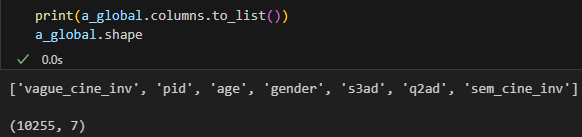 print(a_global.columns.to_list())
a_global.shape
0.0s
['vague_cine_inv', 'pid', 'age', 'gender', 's3ad', 'q2ad', 'sem_cine_inv']
(10255, 7)